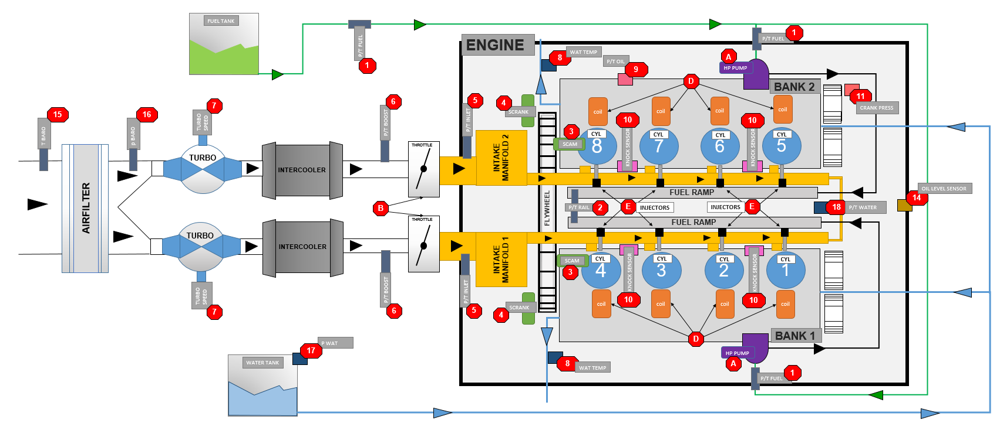 FUEL TANK
P/T FUEL
1
ENGINE
P/T FUEL
1
A
HP PUMP
8
WAT TEMP
P/T OIL
9
D
BANK 2
11
CRANK PRESS
15
T BARO
16
p BARO
7
TURBO
SPEED
6
P/T BOOST
5
P/T INLET
4
SCRANK
coil
coil
coil
coil
3
SCAM
10
KNOCK SENSOR
10
KNOCK SENSOR
CYL
8
CYL
7
CYL
6
CYL
5
TURBO
INTERCOOLER
THROTTLE
INTAKE
MANIFOLD 2
AIRFILTER
FLYWHEEL
FUEL RAMP
OIL LEVEL SENSOR
14
B
P/T RAIL
2
E
INJECTORS
INJECTORS
E
18
P/T WATER
FUEL RAMP
TURBO
INTERCOOLER
THROTTLE
INTAKE
MANIFOLD 1
SCAM
3
CYL
4
CYL
3
CYL
2
CYL
1
KNOCK SENSOR
10
KNOCK SENSOR
10
TURBO
SPEED
7
P/T BOOST
6
P/T INLET
5
SCRANK
4
coil
coil
coil
coil
D
BANK 1
HP PUMP
A
P/T FUEL
1
8
WAT TEMP
17
P WAT
WATER TANK